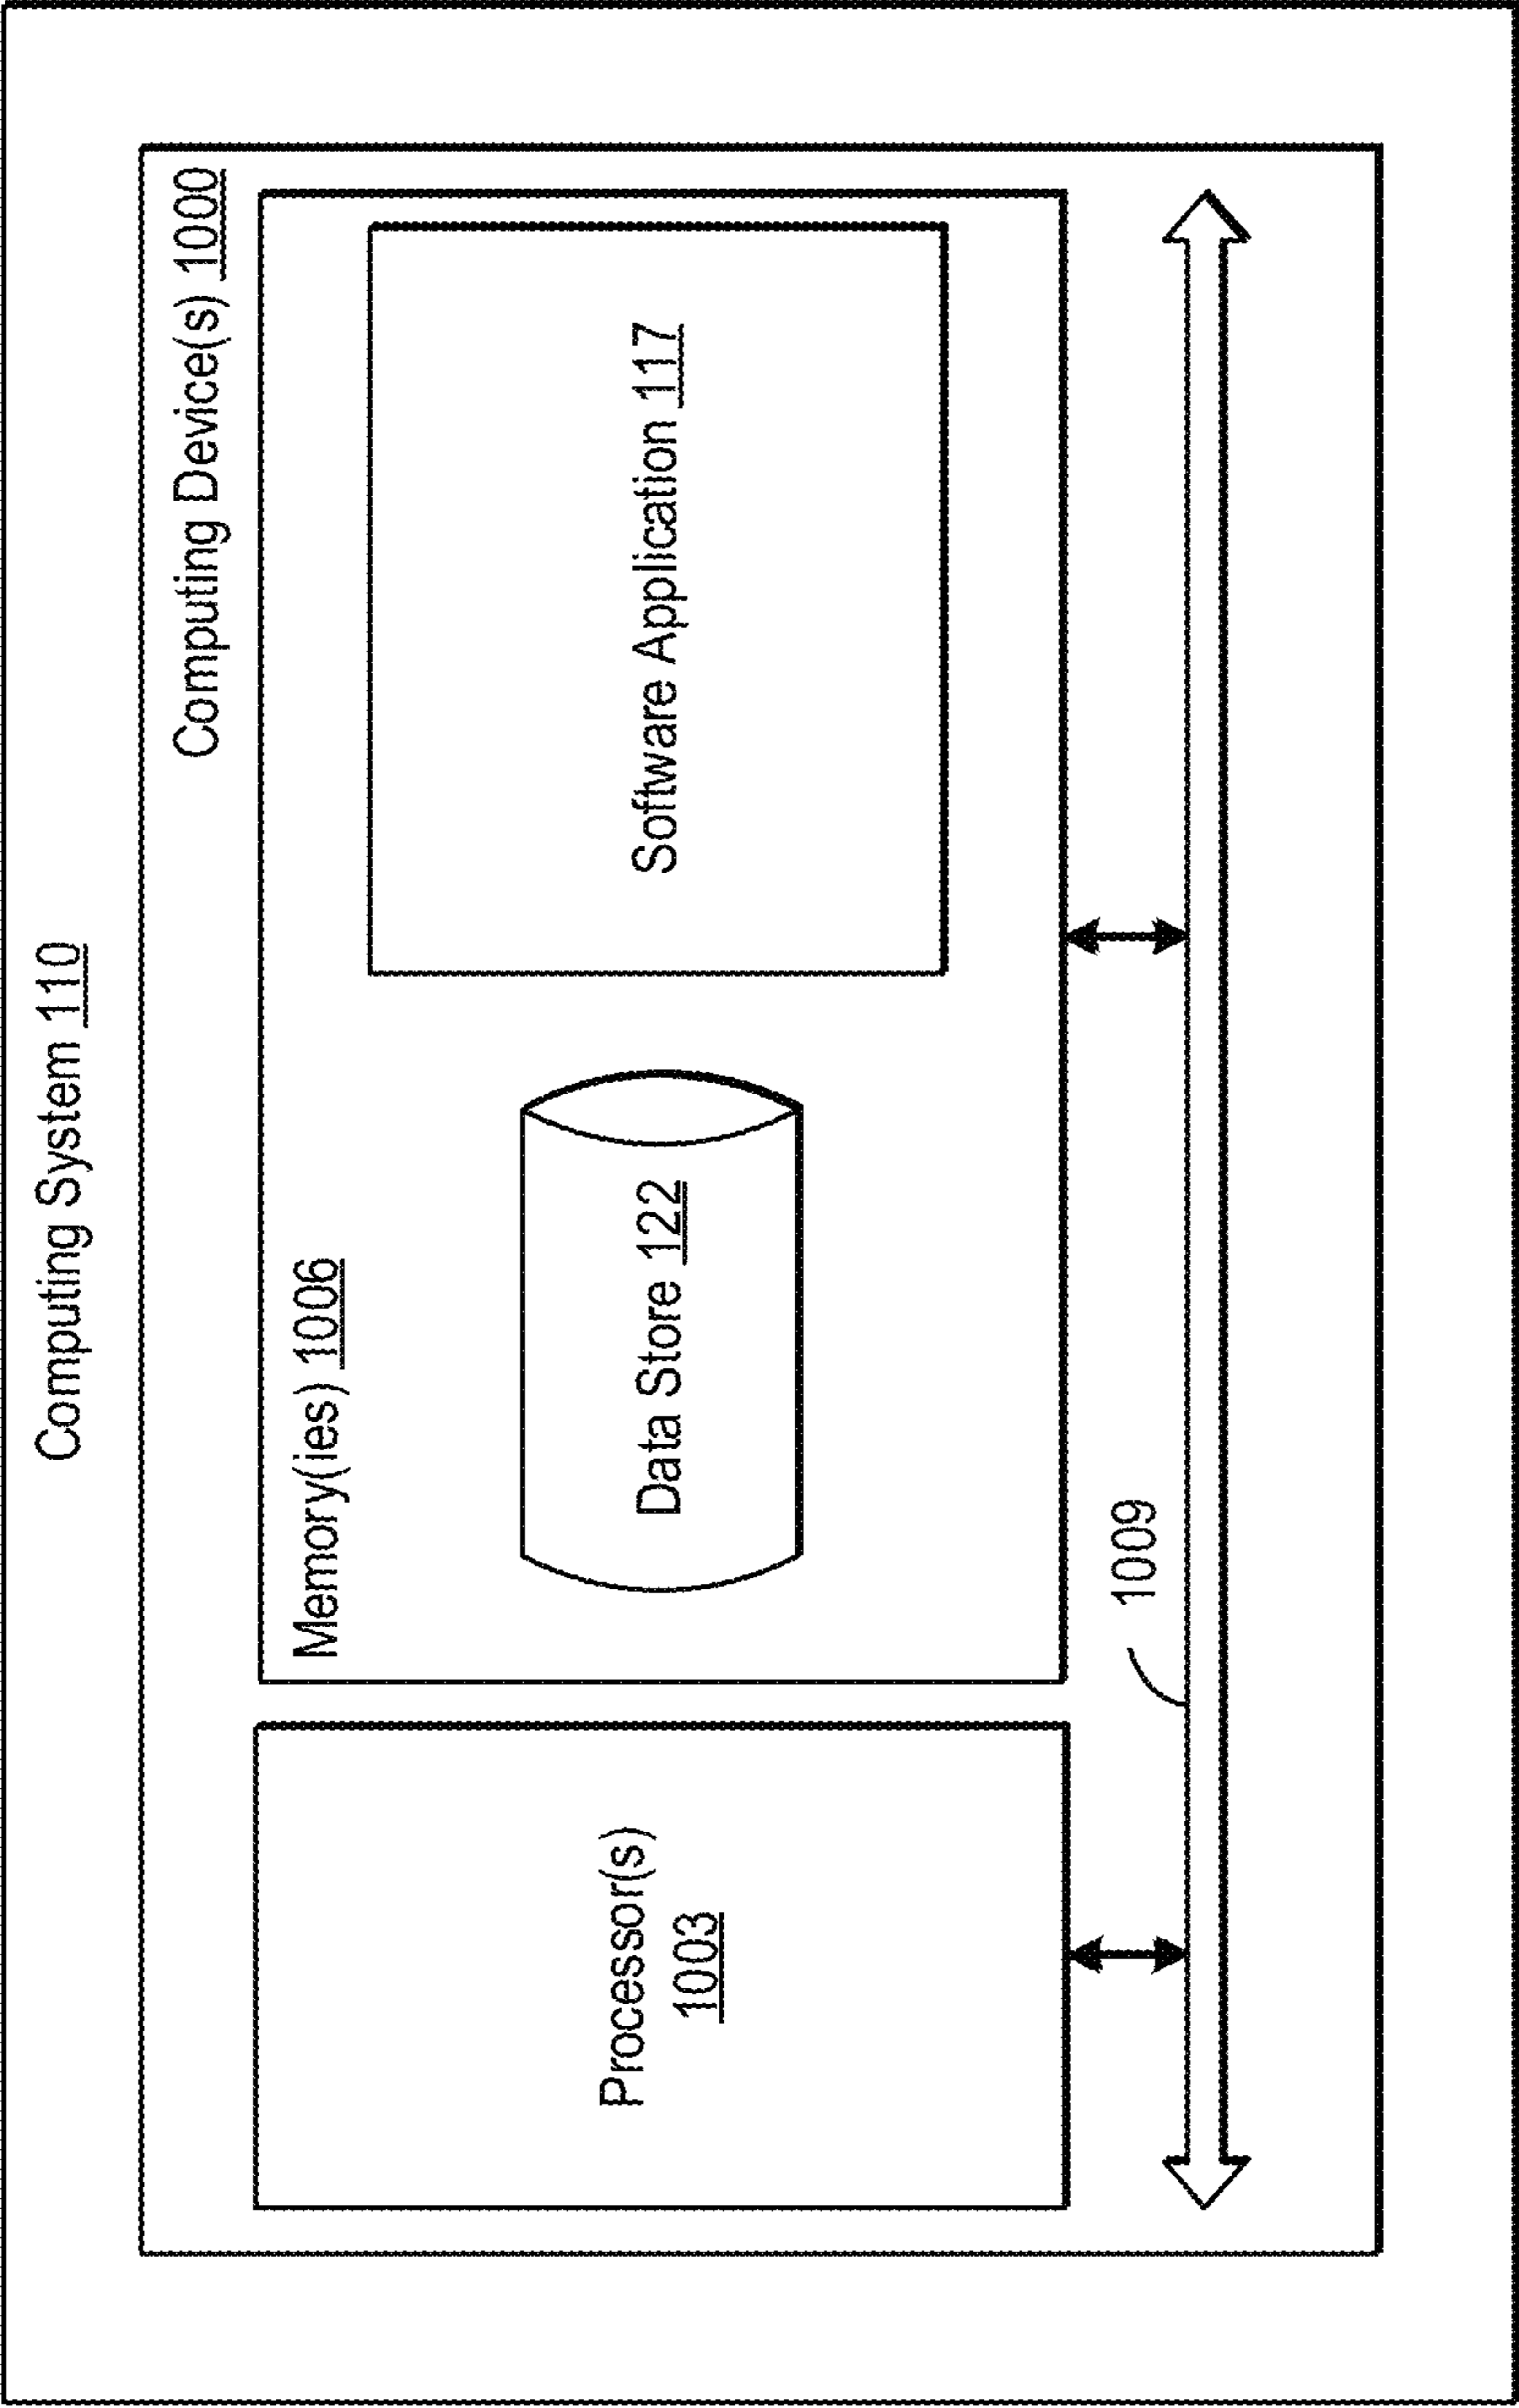 Computing System 110
Computing Device(s) 1000
Memory(ies) 1006
Processor(s)
1003
Data Store 122
Software Application 117
1009